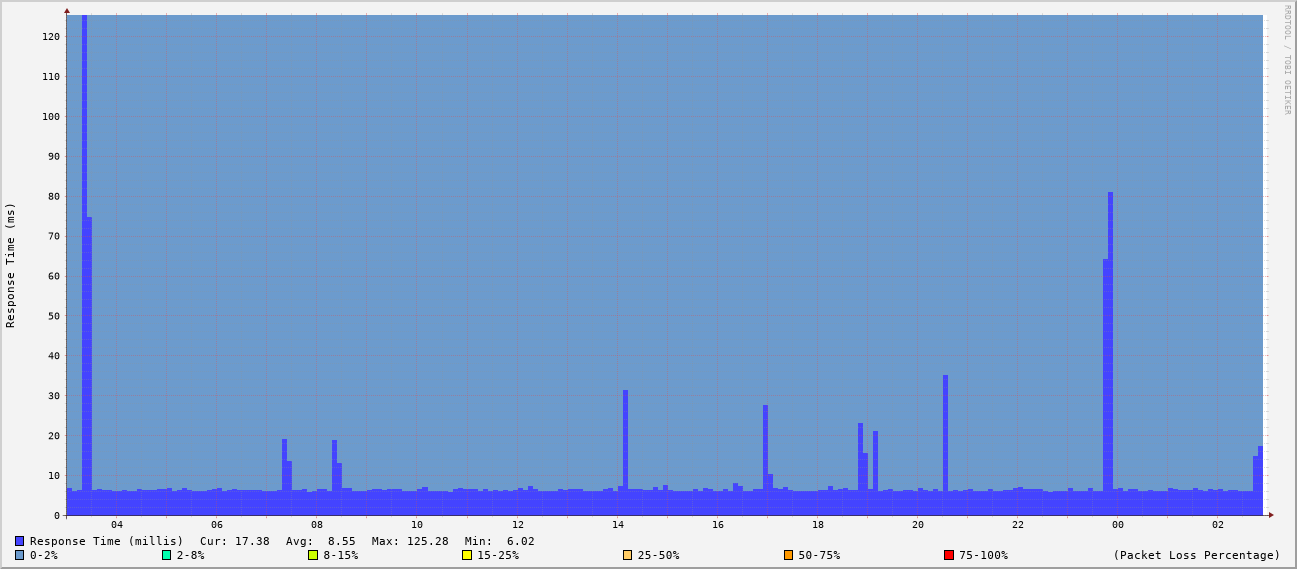 RRDTOOL / TOBI OETIKER
Response Time (ms)
120
110
100
90
80
70
60
50
40
30
20
10
0
04 06 08 10 12 14 16 18 20 22 00 02
Response Time (millis) Cur: 17.38 Avg: 8.55 Max: 125.28 Min: 6.02
0-2% 2-8% 8-15% 15-25% 25-50% 50-75% 75-100% (Packet Loss Percentage)